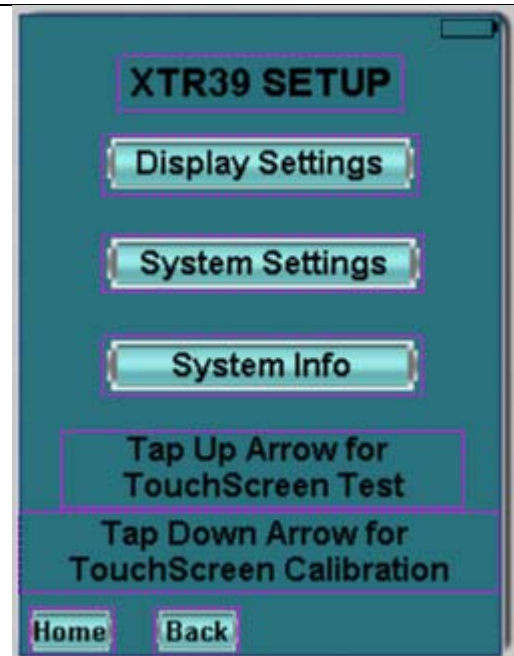 XTR39 SETUP
Display Settings
System Settings
System Info
Tap Up Arrow for
TouchScreen Test
Tap Down Arrow for
TouchScreen Calibration
Home Back